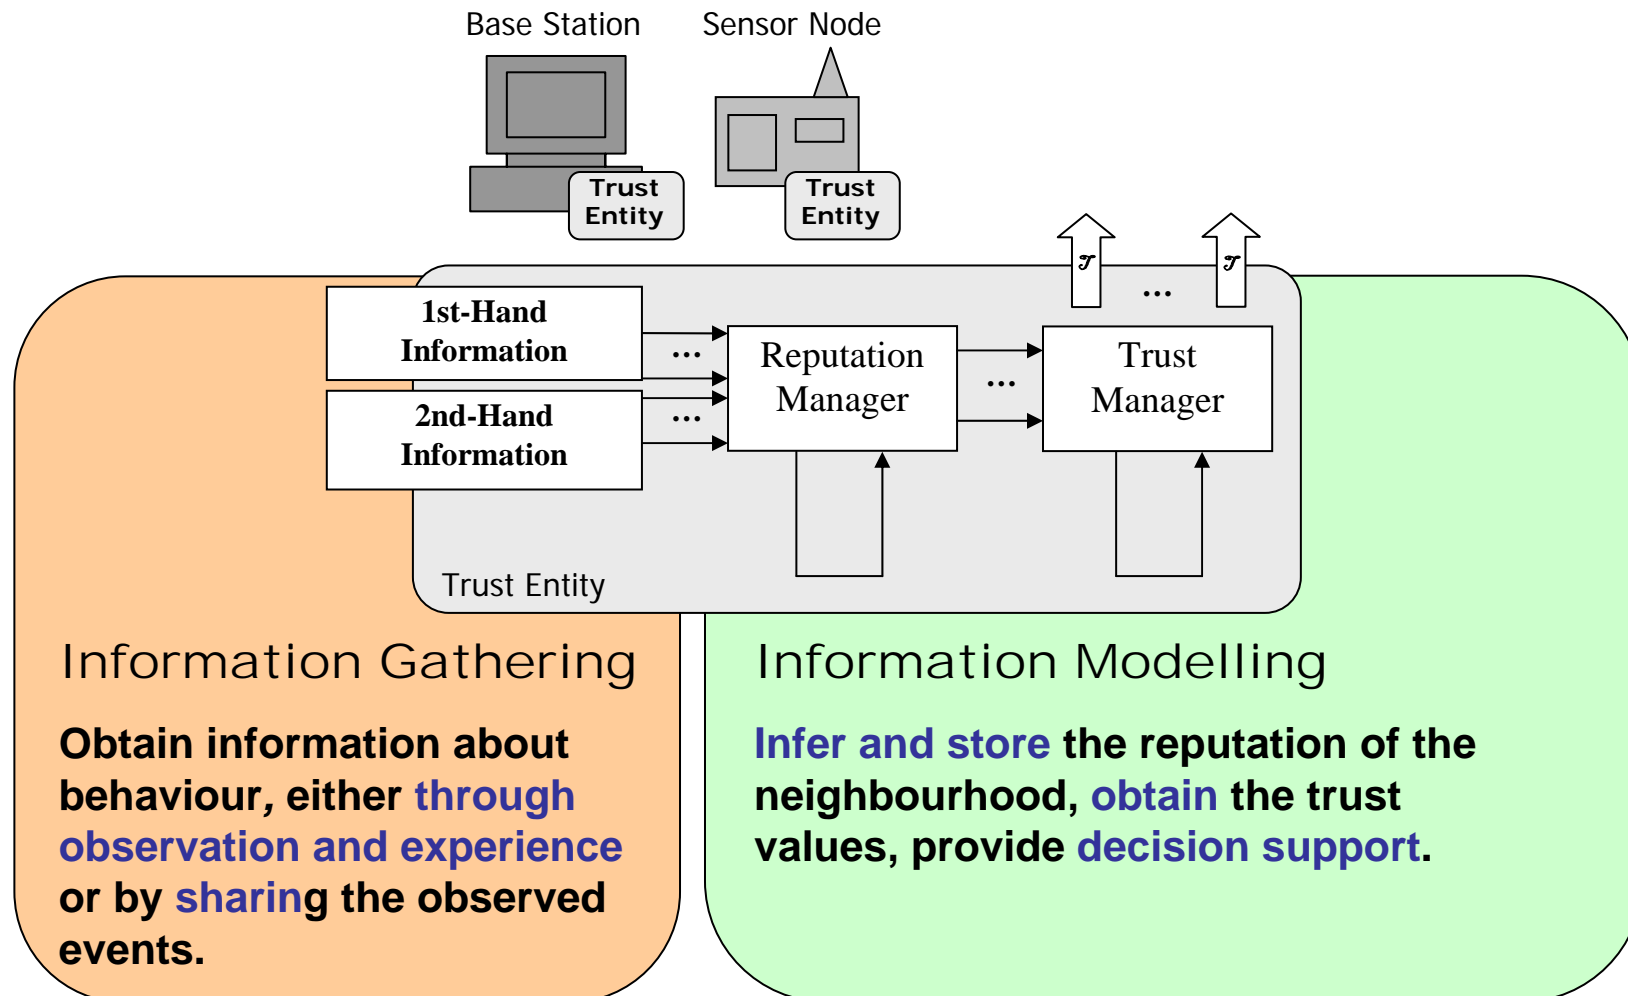 Base Station
Sensor Node
Trust
Entity
Trust
Entity
𝒯
...
𝒯
1st-Hand
Information
...
2nd-Hand
Information
...
Reputation
Manager
...
Trust
Manager
Trust Entity
Information Gathering
Obtain information about
behaviour, either through
observation and experience
or by sharing the observed
events.
Information Modelling
Infer and store the reputation of the
neighbourhood, obtain the trust
values, provide decision support.